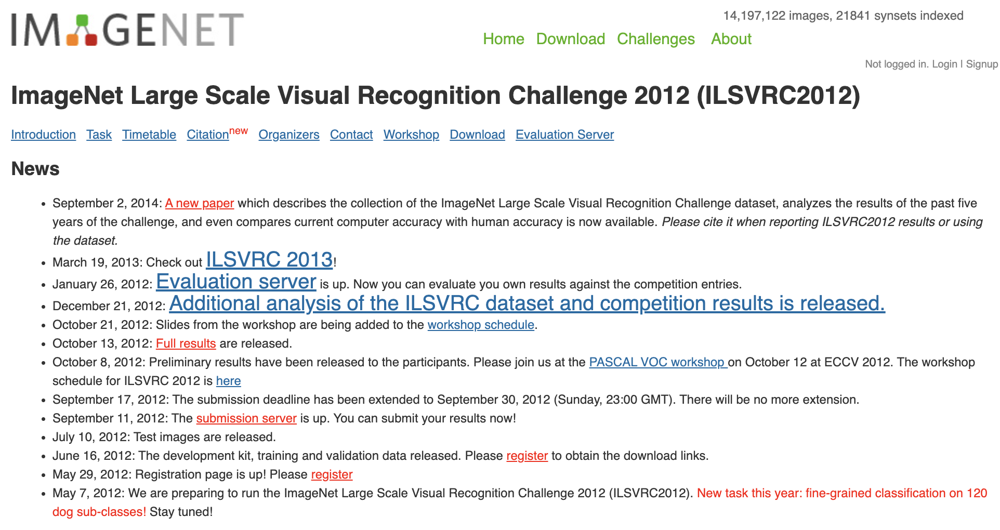 IMAGENET
14,197,122 images, 21841 synsets indexed
Home Download Challenges About
Not logged in. Login | Signup
ImageNet Large Scale Visual Recognition Challenge 2012 (ILSVRC2012)
Introduction Task Timetable Citation new Organizers Contact Workshop Download Evaluation Server
News
• September 2, 2014: A new paper which describes the collection of the ImageNet Large Scale Visual Recognition Challenge dataset, analyzes the results of the past five
years of the challenge, and even compares current computer accuracy with human accuracy is now available. Please cite it when reporting ILSVRC2012 results or using
the dataset.
• March 19, 2013: Check out ILSVRC 2013!
• January 26, 2012: Evaluation server is up. Now you can evaluate you own results against the competition entries.
• December 21, 2012: Additional analysis of the ILSVRC dataset and competition results is released.
• October 21, 2012: Slides from the workshop are being added to the workshop schedule.
• October 13, 2012: Full results are released.
• October 8, 2012: Preliminary results have been released to the participants. Please join us at the PASCAL VOC workshop on October 12 at ECCV 2012. The workshop
schedule for ILSVRC 2012 is here
• September 17, 2012: The submission deadline has been extended to September 30, 2012 (Sunday, 23:00 GMT). There will be no more extension.
• September 11, 2012: The submission server is up. You can submit your results now!
• July 10, 2012: Test images are released.
• June 16, 2012: The development kit, training and validation data released. Please register to obtain the download links.
• May 29, 2012: Registration page is up! Please register
• May 7, 2012: We are preparing to run the ImageNet Large Scale Visual Recognition Challenge 2012 (ILSVRC2012). New task this year: fine-grained classification on 120
dog sub-classes! Stay tuned!